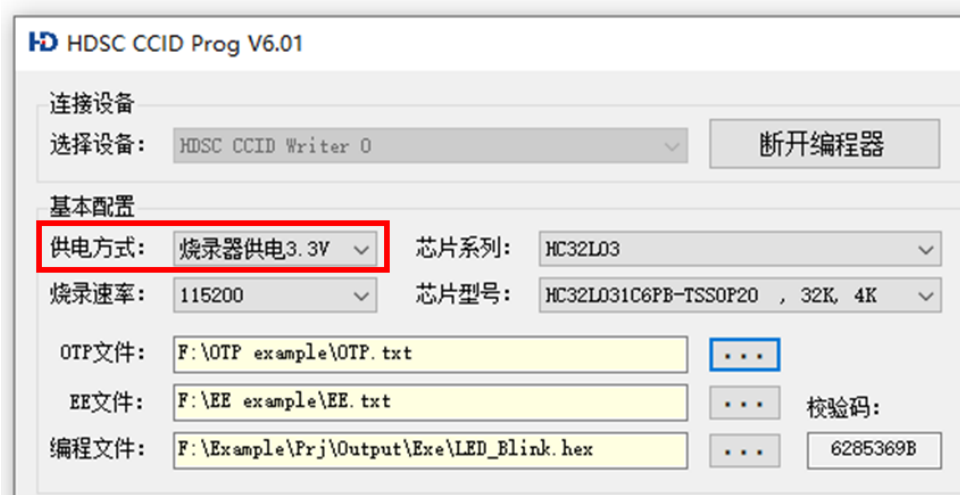 HD HDSC CCID Prog V6.01
连接设备
选择设备: HDSC CCID Writer 0 断开编程器
基本配置
供电方式: 烧录器供电3.3V 芯片系列: HC32L03
烧录速率: 115200 芯片型号: HC32L031C6PB-TSSOP20 , 32K, 4K
OTP文件: F:\OTP example\OTP.txt ...
EE文件: F:\EE example\EE.txt ... 校验码:
编程文件: F:\Example\Prj\Output\Exe\LED_Blink.hex ... 6285369B